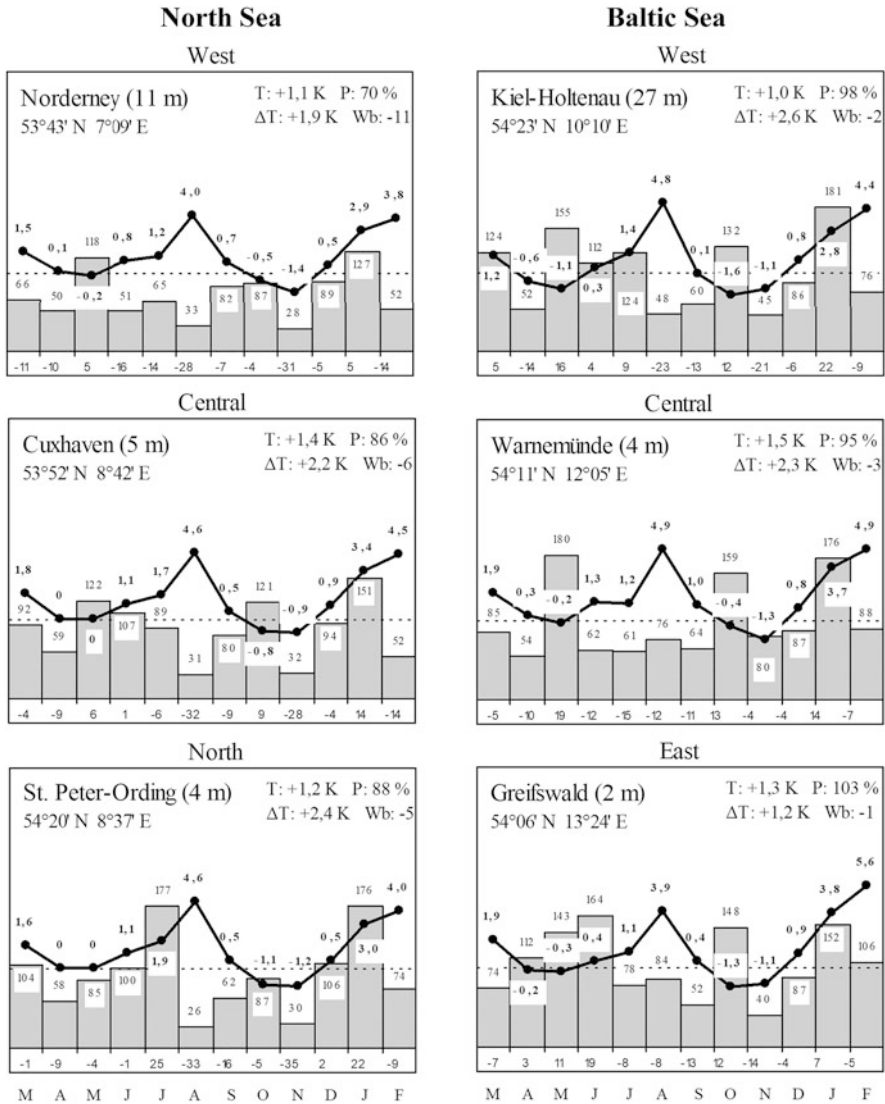 North Sea
West
Norderney (11 m)
T: +1,1 K P: 70 %
53°43' N 7°09' E
ΔT: +1,9 K Wb: -11
1,5 0,1 -0,2 0,8 1,2 4,0 0,7 -0,5 -1,4 0,5 2,9 3,8
66 50 118 51 65 33 82 87 28 89 127 52
-11 -10 5 -16 -14 -28 -7 -4 -31 -5 5 -14
Central
Cuxhaven (5 m)
T: +1,4 K P: 86 %
53°52' N 8°42' E
ΔT: +2,2 K Wb: -6
1,8 0 0 1,1 1,7 4,6 0,5 -0,8 -0,9 0,9 3,4 4,5
92 59 122 107 89 31 80 121 32 94 151 52
-4 -9 6 1 -6 -32 -9 9 -28 -4 14 -14
North
St. Peter-Ording (4 m)
T: +1,2 K P: 88 %
54°20' N 8°37' E
ΔT: +2,4 K Wb: -5
1,6 0 0 1,1 1,9 4,6 0,5 -1,1 -1,2 0,5 3,0 4,0
104 58 85 100 177 26 62 87 30 106 176 74
-1 -9 -4 -1 25 -33 -16 -5 -35 2 22 -9
M A M J J A S O N D J F
Baltic Sea
West
Kiel-Holtenau (27 m)
T: +1,0 K P: 98 %
54°23' N 10°10' E
ΔT: +2,6 K Wb: -2
1,2 -0,6 -1,1 0,3 1,4 4,8 0,1 1,6 -1,1 0,8 2,8 4,4
124 52 155 112 124 48 60 132 45 86 181 76
5 -14 16 4 9 -23 -13 12 -21 -6 22 -9
Central
Warnemünde (4 m)
T: +1,5 K P: 95 %
54°11' N 12°05' E
ΔT: +2,3 K Wb: -3
1,9 0,3 -0,2 1,3 1,2 4,9 1,0 -0,4 -1,3 0,8 3,7 4,9
85 54 180 62 61 76 64 159 80 87 176 88
-5 -10 19 -12 -15 -12 -11 13 -4 -4 14 -7
East
Greifswald (2 m)
T: +1,3 K P: 103 %
54°06' N 13°24' E
ΔT: +1,2 K Wb: -1
1,9 -0,2 -0,3 0,4 1,1 3,9 0,4 -1,3 -1,1 0,9 3,8 5,6
74 112 143 164 78 84 52 148 40 87 152 106
-7 3 11 19 -8 -8 -13 12 -14 -4 7 -5
M A M J J A S O N D J F